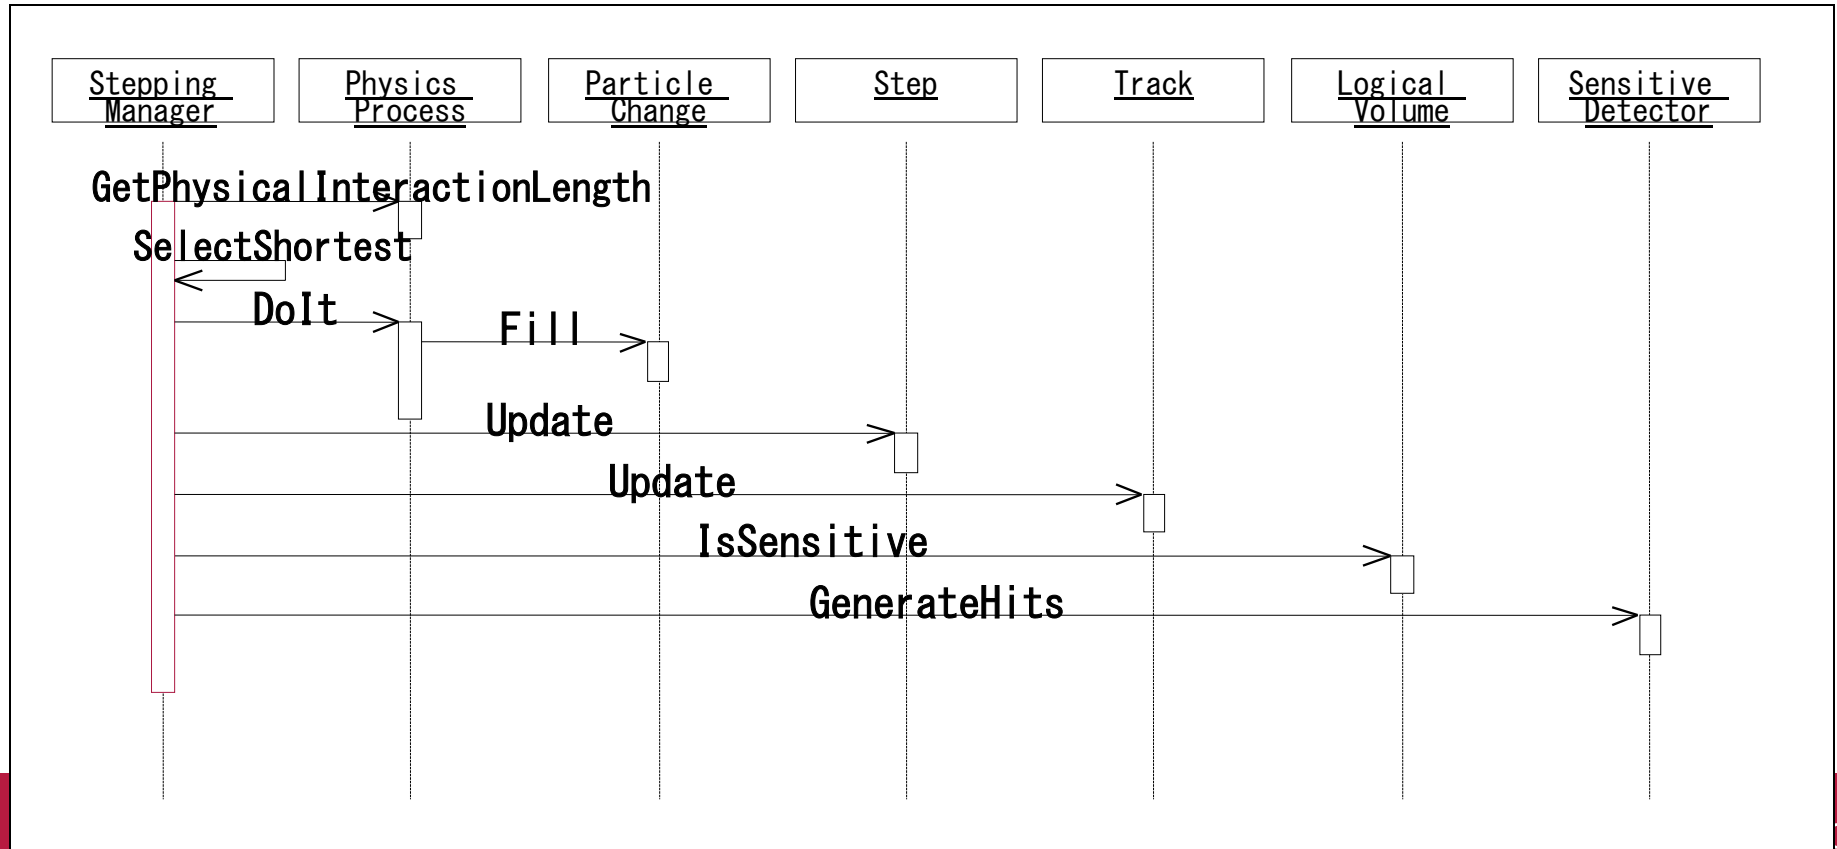 Stepping
Manager
Physics
Process
Particle
Change
Step
Track
Logical
Volume
Sensitive
Detector
GetPhysicalInteractionLength
SelectShortest
DoIt
Fill
Update
Update
IsSensitive
GenerateHits